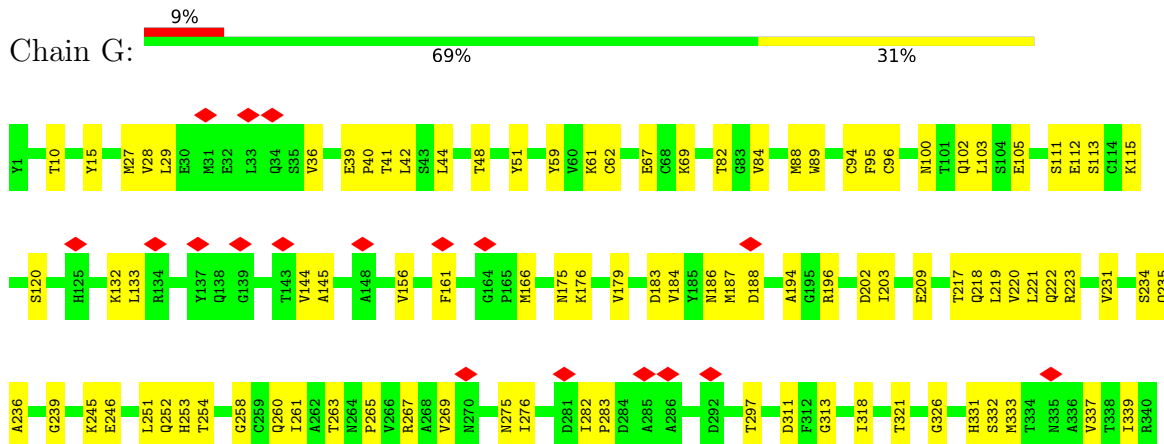 9%
Chain G:
69% 31%
Y1 T10 Y15 M27 V28 L29 E30 M31 E32 L33 Q34 S35 V36 E39 P40 T41 L42 S43 L44 T48 Y51 Y59 V60 K61 C62 E67 C68 K69 T82 G83 V84 M88 W89 C94 F95 C96 N100 T101 Q102 L103 S104 E105 S111 E112 S113 C114 K115
S120 H125 K132 L133 R134 Y137 Q138 G139 T143 V144 A145 A148 V156 F161 G164 P165 M166 N175 K176 V179 D183 V184 Y185 N186 M187 D188 A194 G195 R196 D202 I203 E209 T217 Q218 L219 V220 L221 Q222 R223 V231 S234 D235
A236 G239 K245 E246 L251 Q252 H253 T254 G258 C259 Q260 I261 A262 T263 N264 P265 V266 R267 A268 V269 N270 N275 I276 D281 I282 P283 D284 A285 A286 D292 T297 D311 F312 G313 I318 T321 G326 H331 S332 M333 T334 N335 A336 V337 T338 I339 R340